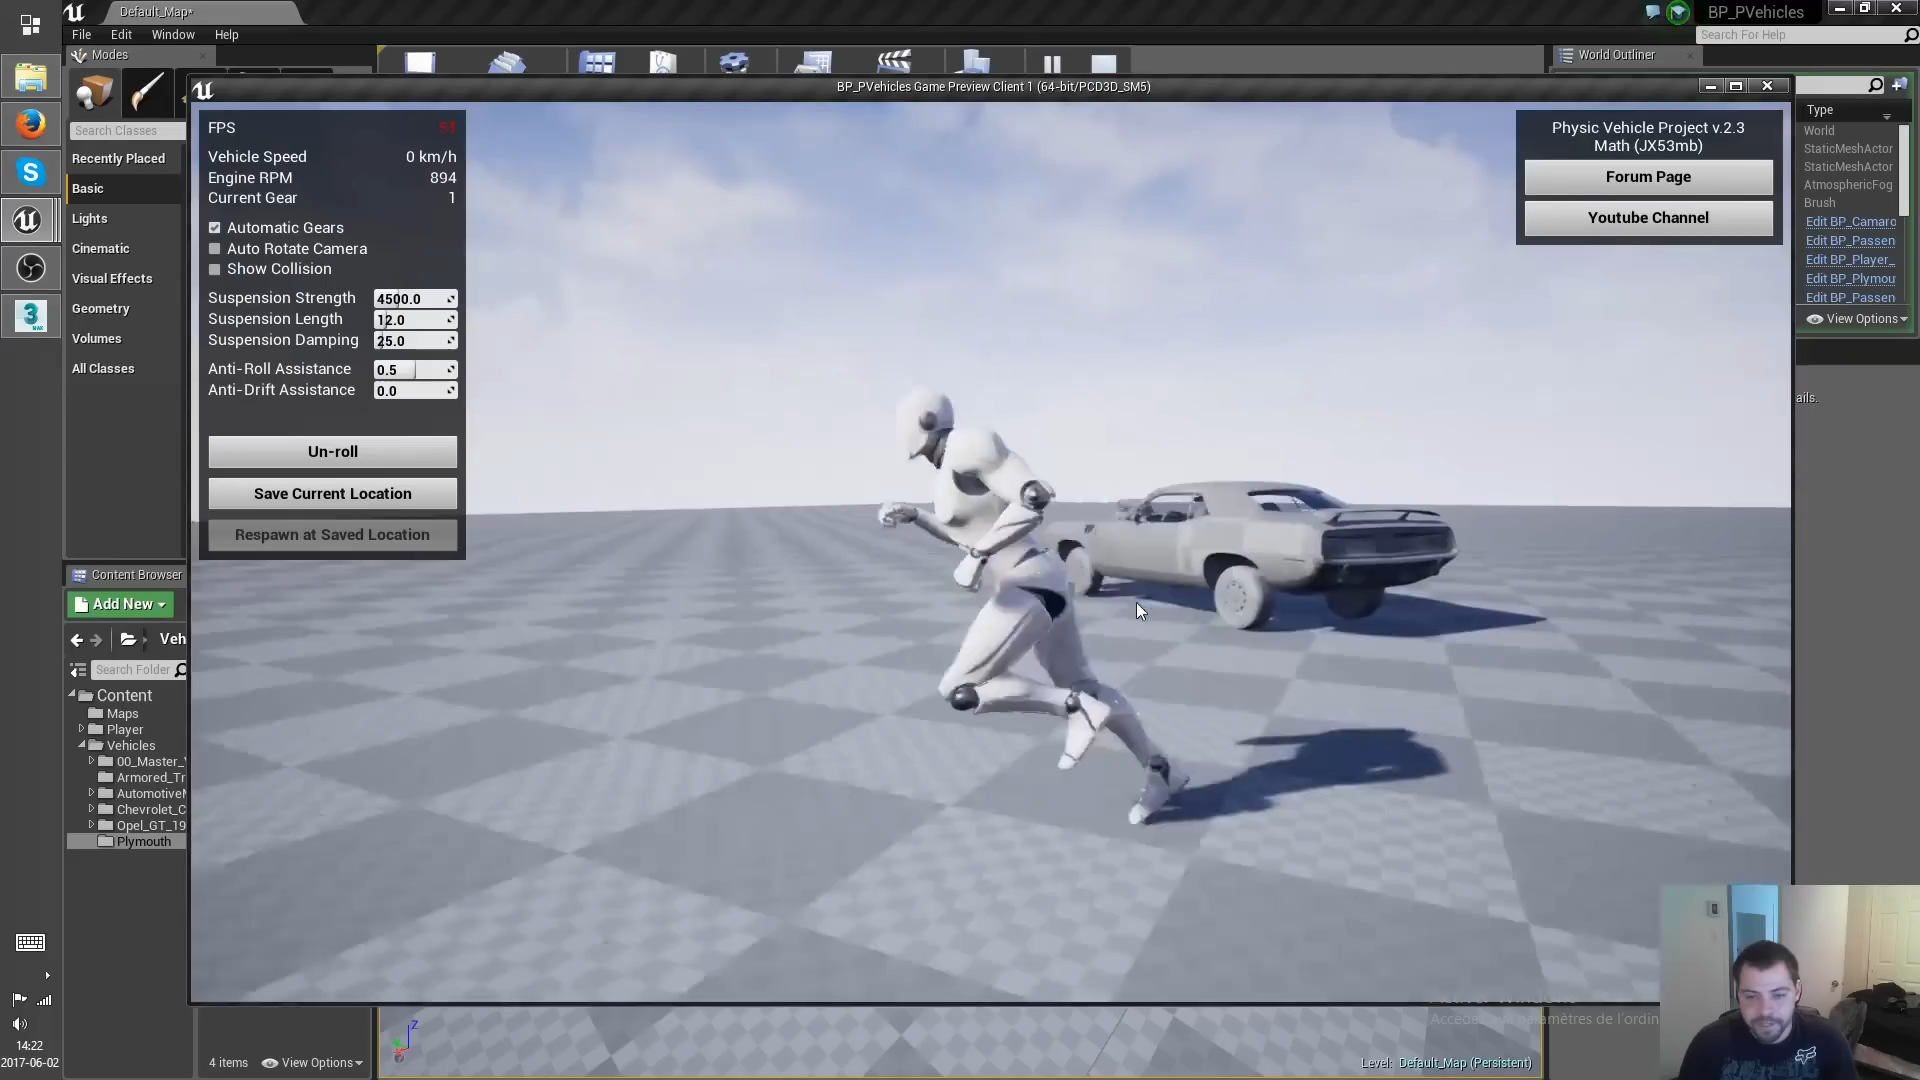 Default_Map*
BP_PVehicles
File Edit Window Help
Search For Help
Modes
World Outliner
BP_PVehicles Game Preview Client 1 (64-bit/PCD3D_SM5)
Search Classes
Recently Placed
Basic
Lights
Cinematic
Visual Effects
Geometry
Volumes
All Classes
FPS 51
Vehicle Speed 0 km/h
Engine RPM 894
Current Gear 1
Automatic Gears
Auto Rotate Camera
Show Collision
Suspension Strength 4500.0
Suspension Length 12.0
Suspension Damping 25.0
Anti-Roll Assistance 0.5
Anti-Drift Assistance 0.0
Un-roll
Save Current Location
Respawn at Saved Location
Physic Vehicle Project v.2.3
Math (JX53mb)
Forum Page
Youtube Channel
Type
World
StaticMeshActor
StaticMeshActor
AtmosphericFog
Brush
Edit BP_Camaro
Edit BP_Passen
Edit BP_Player_
Edit BP_Plymou
Edit BP_Passen
View Options
ails.
Content Browser
Add New
Veh
Search Folder
Content
Maps
Player
Vehicles
00_Master_V
Armored_Tr
AutomotiveM
Chevrolet_C
Opel_GT_19
Plymouth
4 items View Options
Z
Level: Default_Map (Persistent)
3
MAX
14:22
2017-06-02